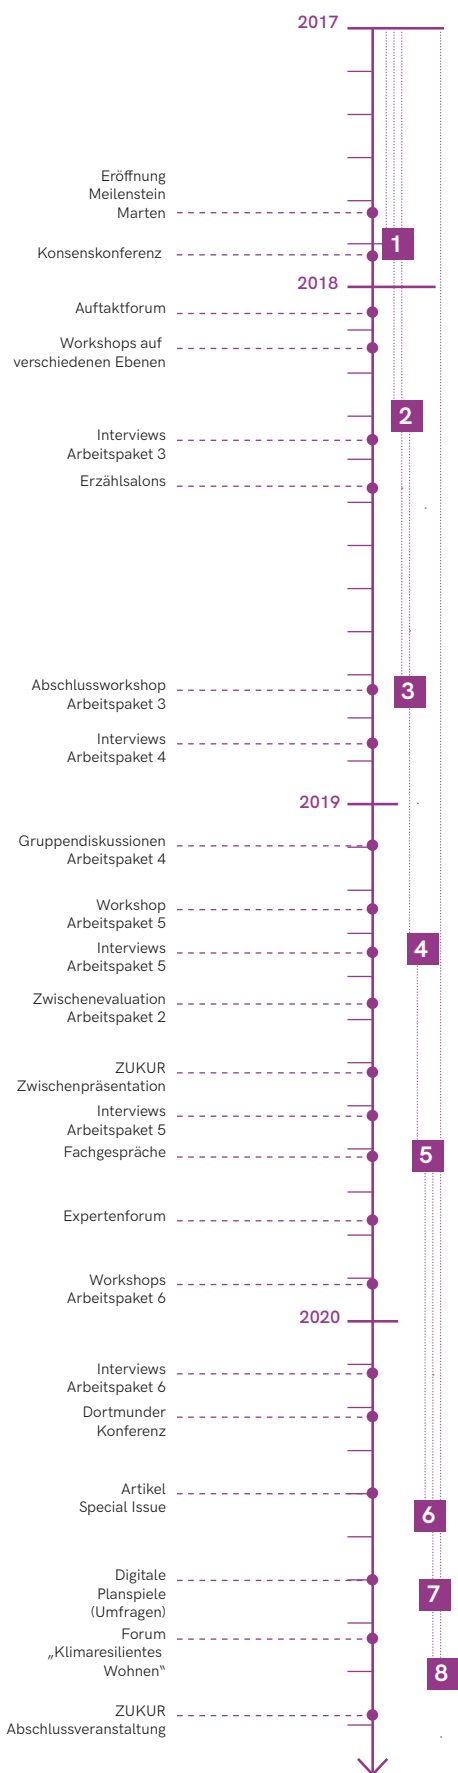 2017
Eröffnung
Meilenstein
Marten
1
Konsenskonferenz
2018
Auftaktforum
Workshops auf
verschiedenen Ebenen
2
Interviews
Arbeitspaket 3
Erzählsalons
Abschlussworkshop
Arbeitspaket 3
3
Interviews
Arbeitspaket 4
2019
Gruppendiskussionen
Arbeitspaket 4
Workshop
Arbeitspaket 5
Interviews
Arbeitspaket 5
4
Zwischenevaluation
Arbeitspaket 2
ZUKUR
Zwischenpräsentation
Interviews
Arbeitspaket 5
Fachgespräche
5
Expertenforum
Workshops
Arbeitspaket 6
2020
Interviews
Arbeitspaket 6
Dortmunder
Konferenz
Artikel
Special Issue
6
Digitale
Planspiele
(Umfragen)
7
Forum
„Klimaresilientes
Wohnen“
8
ZUKUR
Abschlussveranstaltung